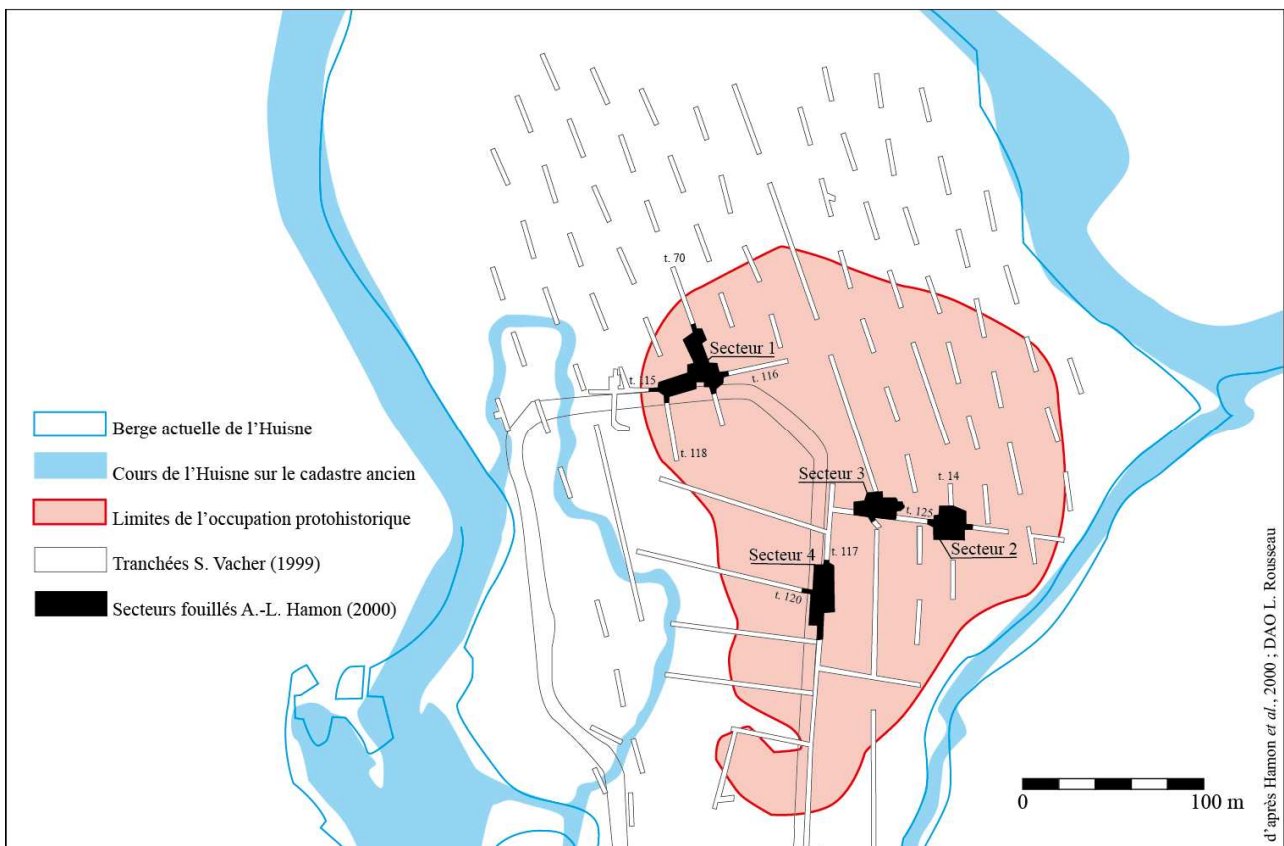 t. 70
Secteur 1
t. 115
t. 116
t. 118
Secteur 3
t. 14
t. 125
Secteur 2
Secteur 4
t. 117
t. 120
Berge actuelle de l’Huisne
Cours de l’Huisne sur le cadastre ancien
Limites de l’occupation protohistorique
Tranchées S. Vacher (1999)
Secteurs fouillés A.-L. Hamon (2000)
0 100 m
d’après Hamon et al., 2000 ; DAO L. Rousseau